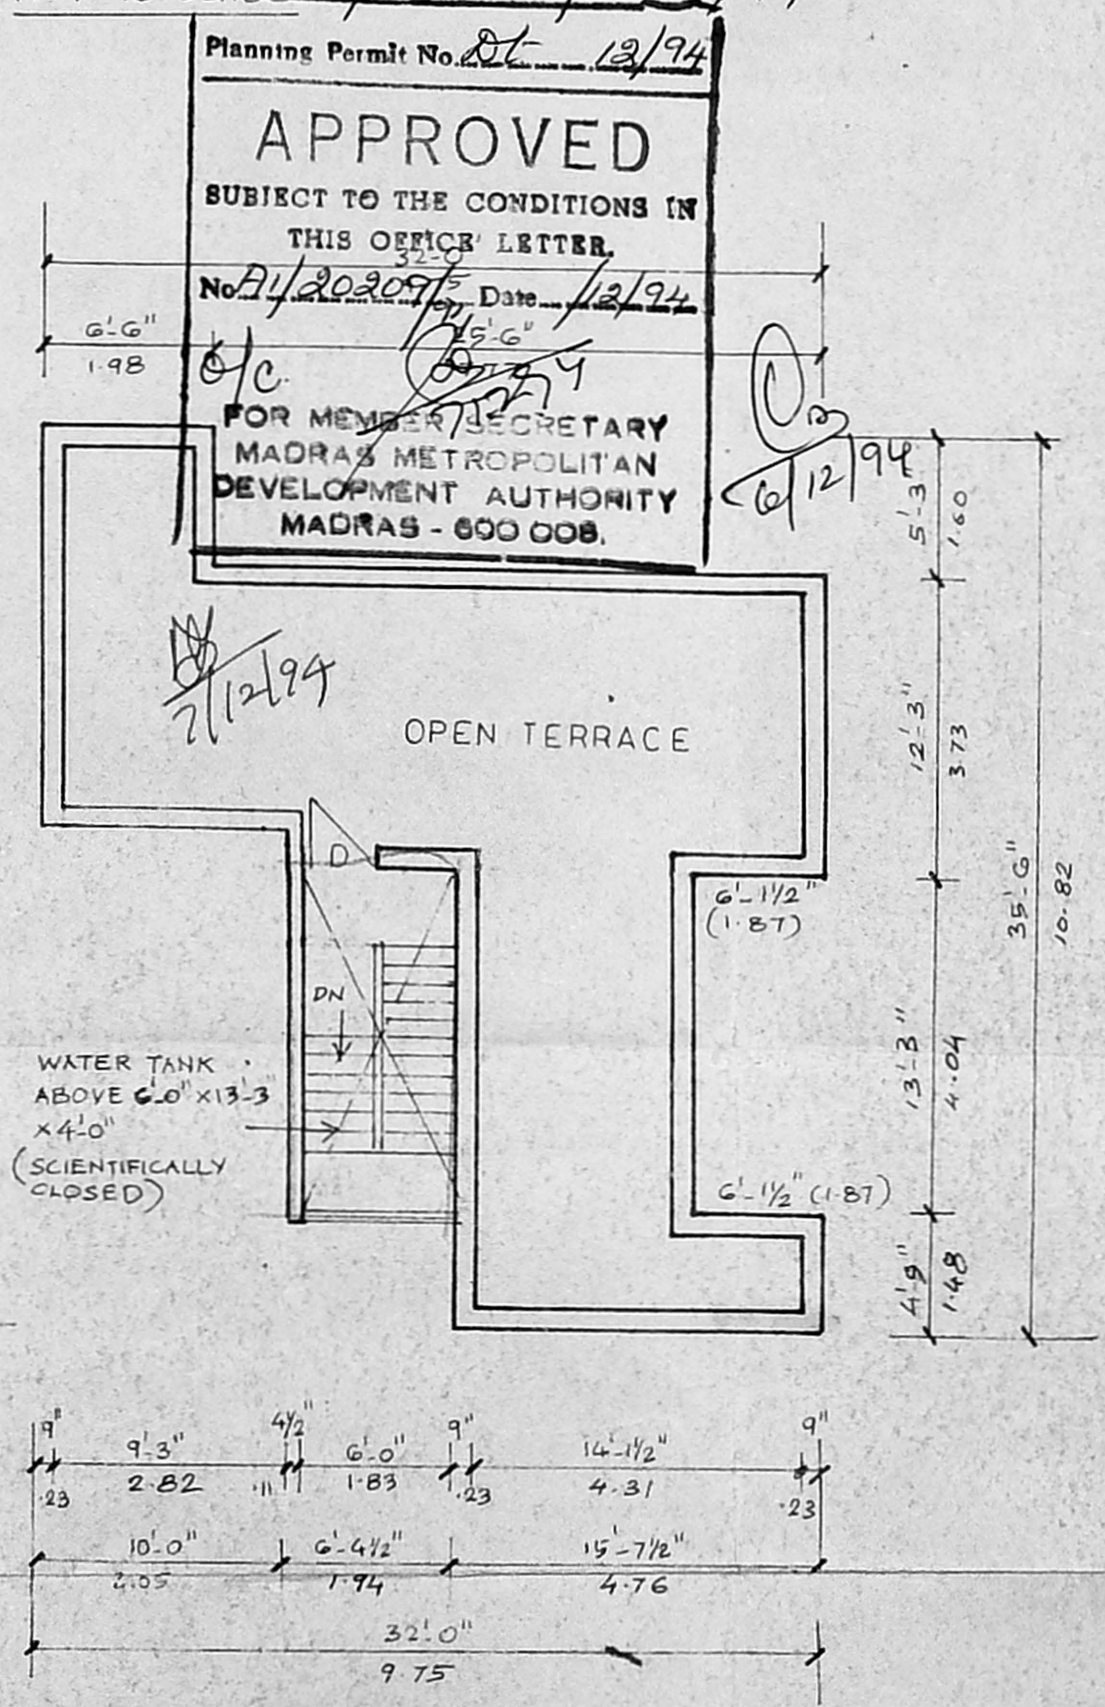 Planning Permit No. 12/94
APPROVED
SUBJECT TO THE CONDITIONS IN
THIS OFFICE LETTER.
32'-0"
No A1/20209/ Date /12/94
6'-6"
1.98
25'-6"
O/C
FOR MEMBER SECRETARY
MADRAS METROPOLITAN
DEVELOPMENT AUTHORITY
MADRAS - 600 008.
6/12/94
5'-3"
1.60
7/12/94
OPEN TERRACE
12'-3"
3.73
D
6'-1½"
(1.87)
35'-6"
10.82
DN
WATER TANK
ABOVE 6'-0" X 13'-3
X 4'-0"
(SCIENTIFICALLY
CLOSED)
13'-3"
4.04
6'-1½" (1.87)
4'-9"
1.48
9" 9'-3" 4½" 6'-0" 9" 14'-1½" 9"
.23 2.82 .11 1.83 .23 4.31 .23
10'-0" 6'-4½" 15'-7½"
1.94 4.76
32'-0"
9.75